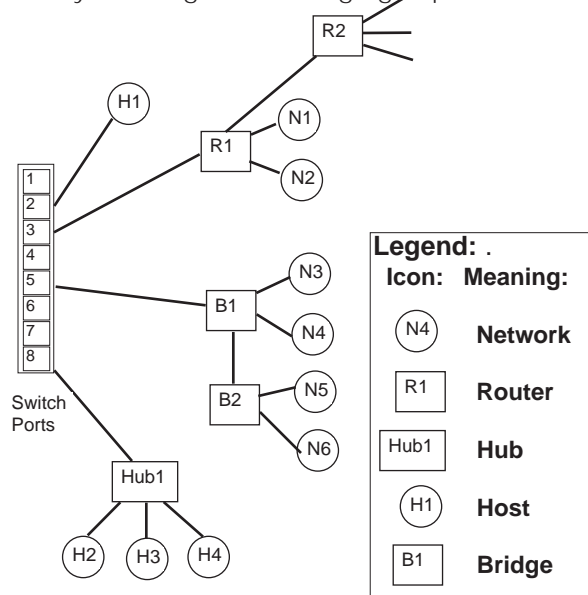 R2
H1
N1
R1
N2
1
2
3
4
5
6
7
8
Switch
Ports
N3
B1
N4
B2
N5
N6
Hub1
H2
H3
H4
Legend: .
Icon: Meaning:
N4 Network
R1 Router
Hub1 Hub
H1 Host
B1 Bridge